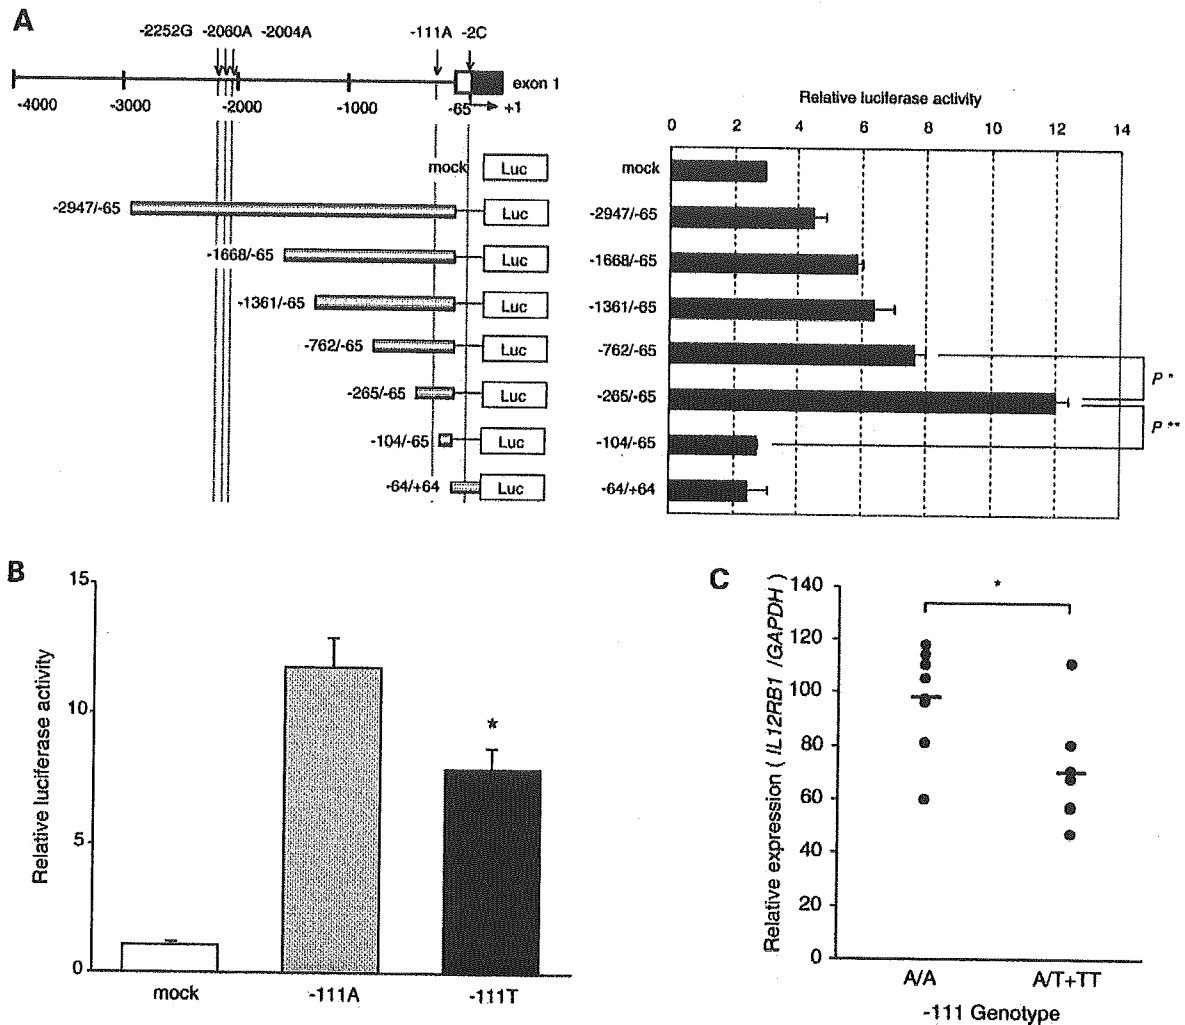 A
-2252G -2060A -2004A -111A -2C
exon 1
-4000 -3000 -2000 -1000 -65 +1
mock Luc
-2947/-65 Luc
-1668/-65 Luc
-1361/-65 Luc
-762/-65 Luc
-265/-65 Luc
-104/-65 Luc
-64/+64 Luc
Relative luciferase activity
0 2 4 6 8 10 12 14
mock
-2947/-65
-1668/-65
-1361/-65
-762/-65
-265/-65
-104/-65
-64/+64
P *
P **
B
Relative luciferase activity
15
10
5
0
*
mock -111A -111T
C
Relative expression ( IL12RB1 /GAPDH )
140
120
100
80
60
40
20
0
*
A/A A/T+TT
-111 Genotype